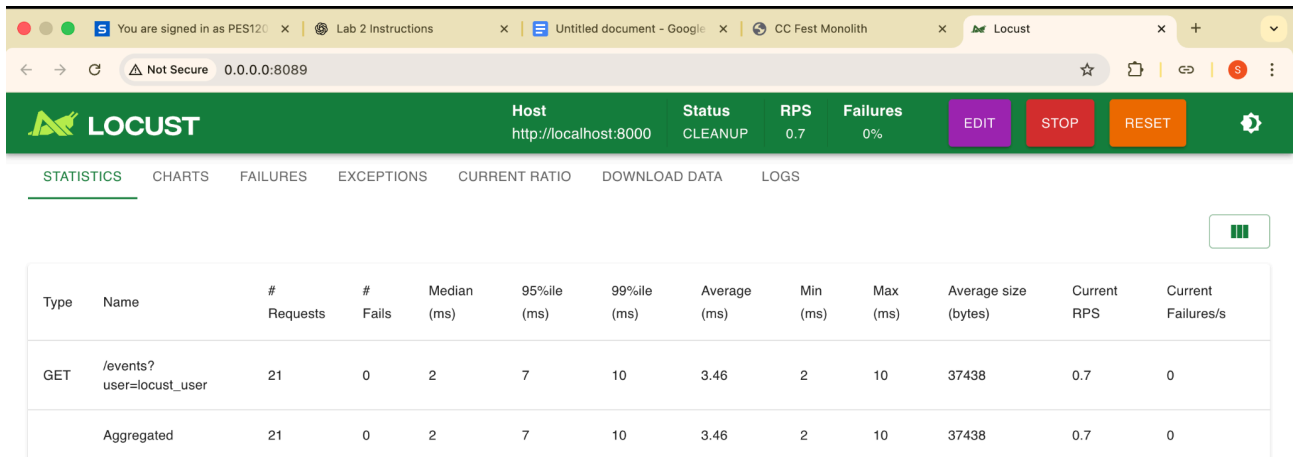 You are signed in as PES120
Lab 2 Instructions
Untitled document - Google
CC Fest Monolith
Locust
Not Secure 0.0.0.0:8089
S
LOCUST
Host
http://localhost:8000
Status
CLEANUP
RPS
0.7
Failures
0%
EDIT
STOP
RESET
STATISTICS CHARTS FAILURES EXCEPTIONS CURRENT RATIO DOWNLOAD DATA LOGS
Type Name # Requests # Fails Median (ms) 95%ile (ms) 99%ile (ms) Average (ms) Min (ms) Max (ms) Average size (bytes) Current RPS Current Failures/s
GET /events?user=locust_user 21 0 2 7 10 3.46 2 10 37438 0.7 0
Aggregated 21 0 2 7 10 3.46 2 10 37438 0.7 0